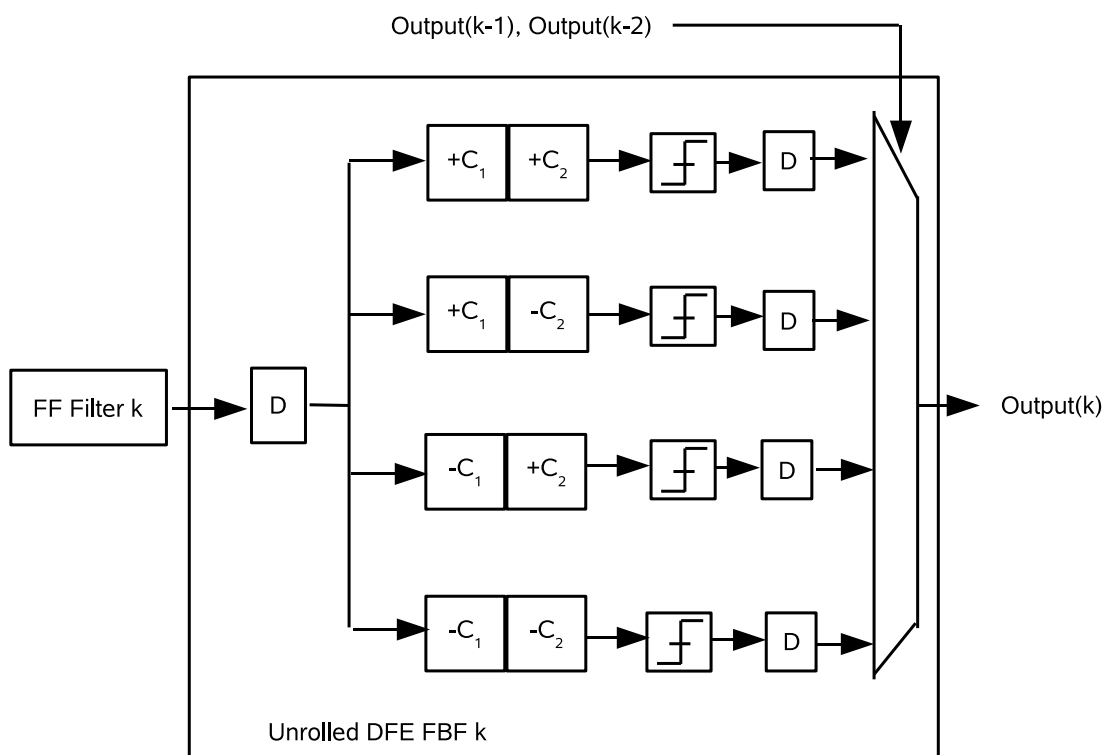 Output(k-1), Output(k-2)
+C₁ +C₂ D
+C₁ -C₂ D
FF Filter k D Output(k)
-C₁ +C₂ D
-C₁ -C₂ D
Unrolled DFE FBF k